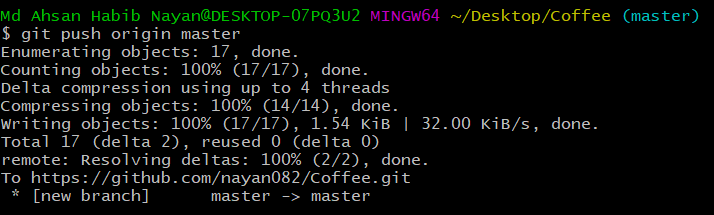 Md Ahsan Habib Nayan@DESKTOP-07PQ3U2 MINGW64 ~/Desktop/Coffee (master)
$ git push origin master
Enumerating objects: 17, done.
Counting objects: 100% (17/17), done.
Delta compression using up to 4 threads
Compressing objects: 100% (14/14), done.
Writing objects: 100% (17/17), 1.54 KiB | 32.00 KiB/s, done.
Total 17 (delta 2), reused 0 (delta 0)
remote: Resolving deltas: 100% (2/2), done.
To https://github.com/nayan082/Coffee.git
 * [new branch]      master -> master